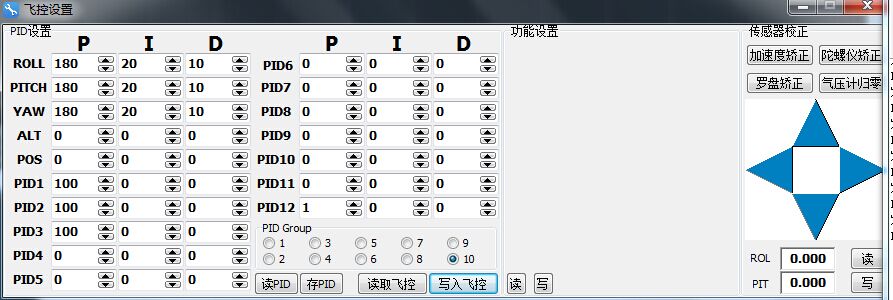 飞控设置
PID设置
P I D
ROLL 180 20 10
PITCH 180 20 10
YAW 180 20 10
ALT 0 0 0
POS 0 0 0
PID1 100 0 0
PID2 100 0 0
PID3 100 0 0
PID4 0 0 0
PID5 0 0 0
P I D
PID6 0 0 0
PID7 0 0 0
PID8 0 0 0
PID9 0 0 0
PID10 0 0 0
PID11 0 0 0
PID12 1 0 0
PID Group
1 3 5 7 9
2 4 6 8 10
读PID 存PID 读取飞控 写入飞控 读 写
功能设置
传感器校正
加速度矫正 陀螺仪矫正
罗盘矫正 气压计归零
ROL 0.000 读
PIT 0.000 写